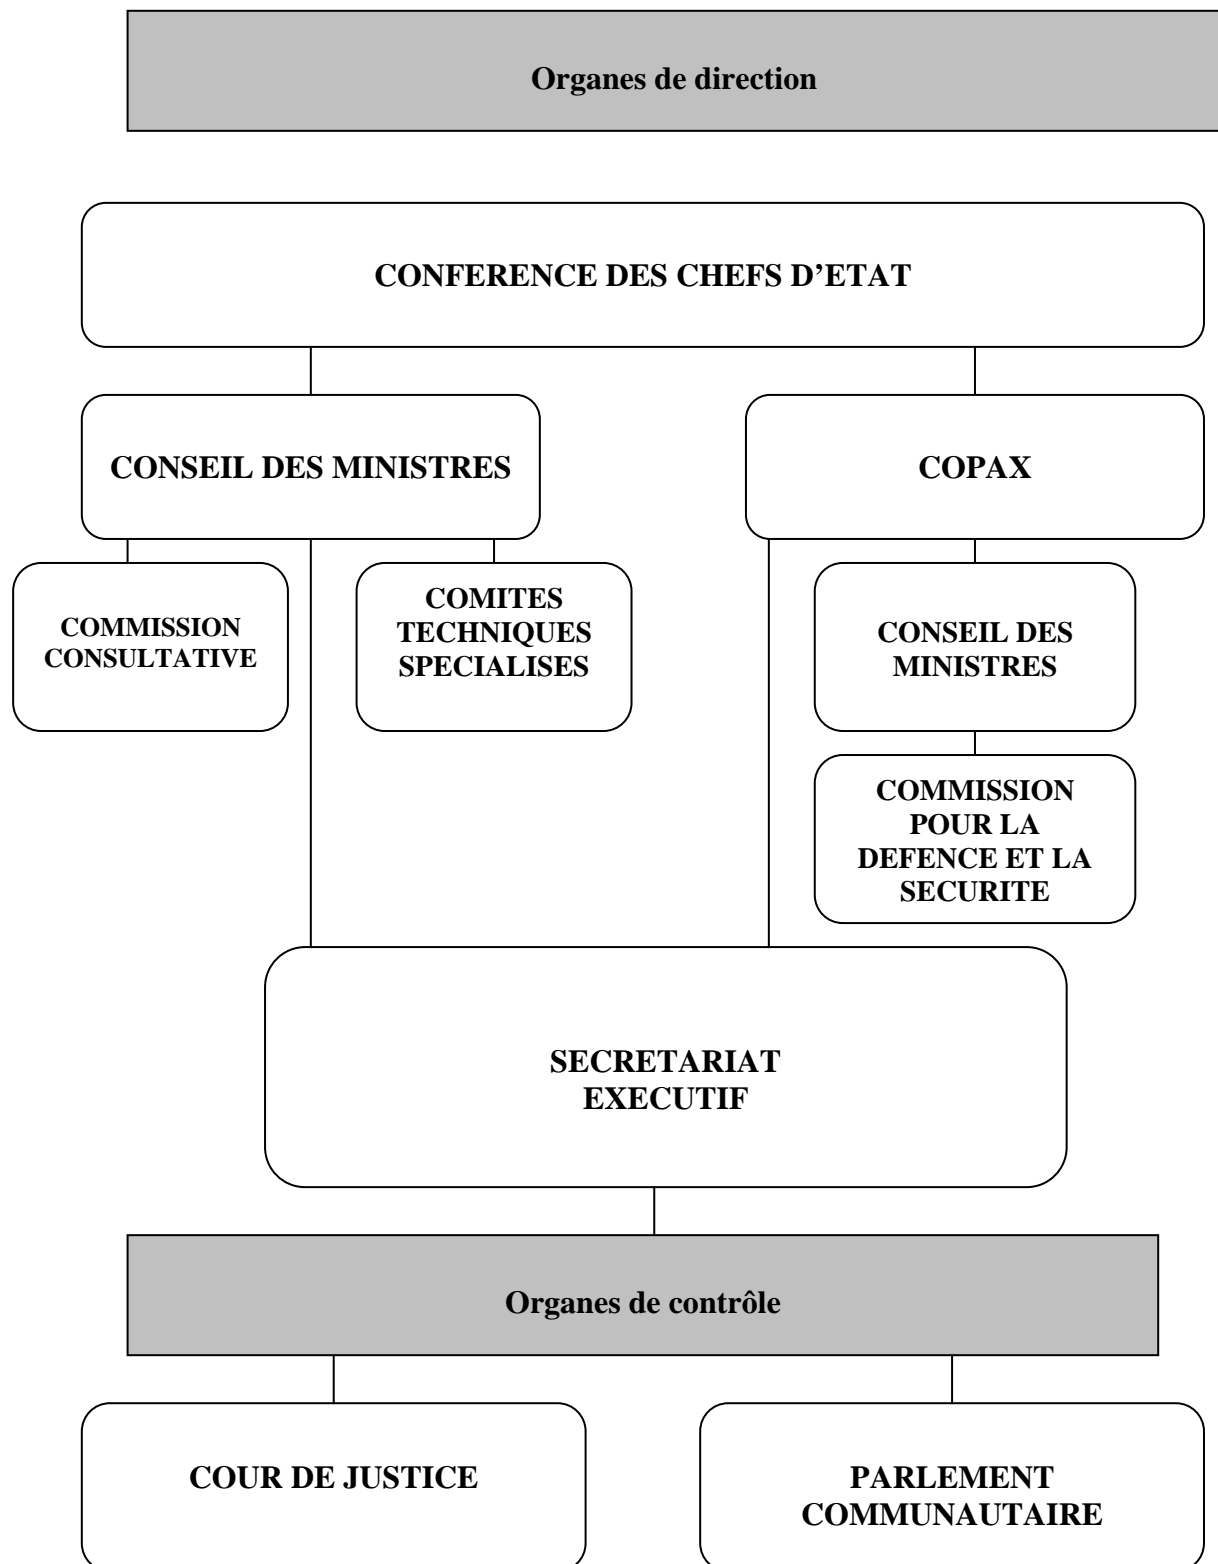 Organes de direction
CONFERENCE DES CHEFS D’ETAT
CONSEIL DES MINISTRES
COPAX
COMMISSION
CONSULTATIVE
COMITES
TECHNIQUES
SPECIALISES
CONSEIL DES
MINISTRES
COMMISSION
POUR LA
DEFENCE ET LA
SECURITE
SECRETARIAT
EXECUTIF
Organes de contrôle
COUR DE JUSTICE
PARLEMENT
COMMUNAUTAIRE